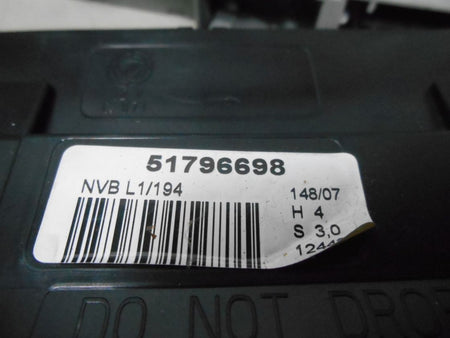 51796698
NVB L1/194
148/07
H 4
S 3,0
DO NOT DROP